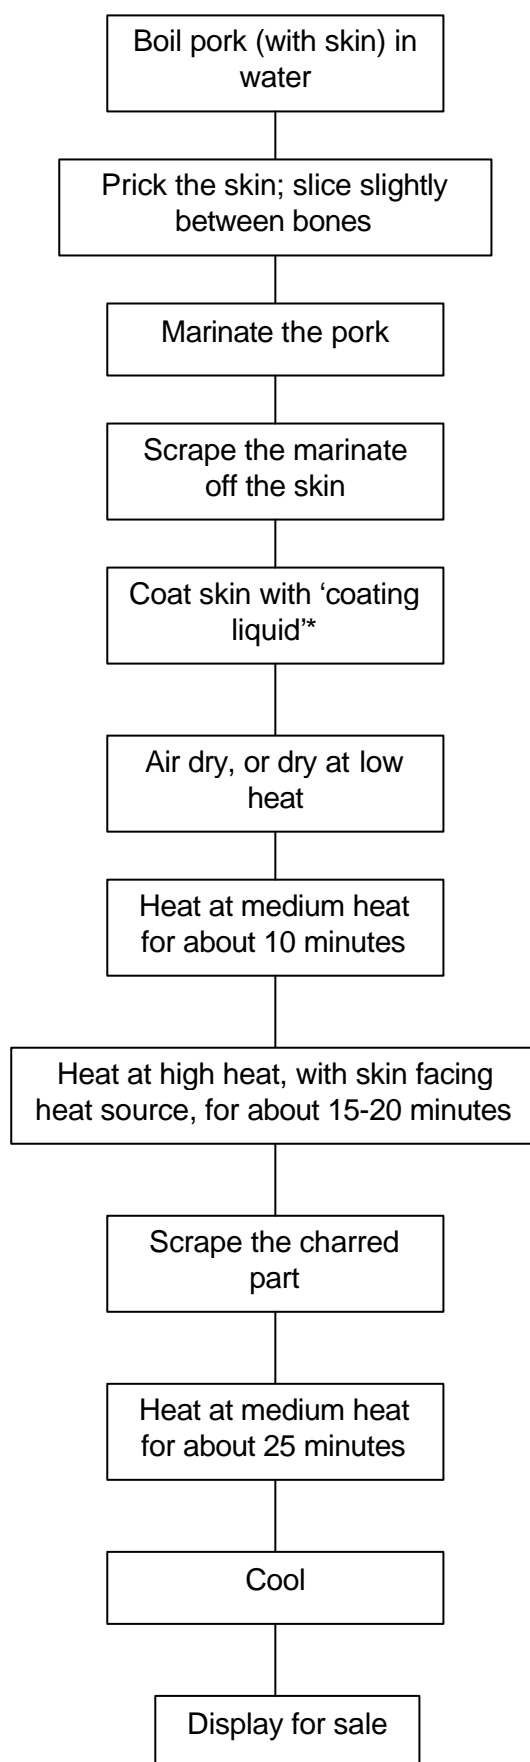 Boil pork (with skin) in
water
Prick the skin; slice slightly
between bones
Marinate the pork
Scrape the marinate
off the skin
Coat skin with ‘coating
liquid’*
Air dry, or dry at low
heat
Heat at medium heat
for about 10 minutes
Heat at high heat, with skin facing
heat source, for about 15-20 minutes
Scrape the charred
part
Heat at medium heat
for about 25 minutes
Cool
Display for sale